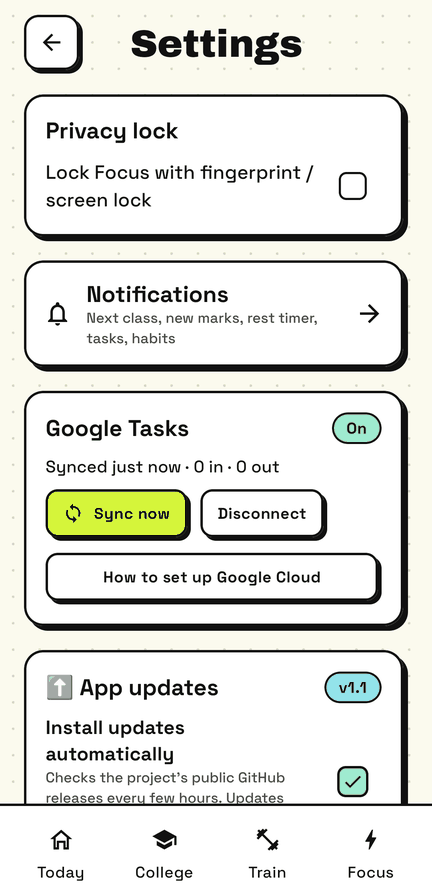 Settings
Privacy lock
Lock Focus with fingerprint /
screen lock
Notifications
Next class, new marks, rest timer,
tasks, habits
Google Tasks
On
Synced just now · 0 in · 0 out
Sync now
Disconnect
How to set up Google Cloud
App updates
v1.1
Install updates
automatically
Checks the project's public GitHub
releases every few hours. Updates
Today
College
Train
Focus